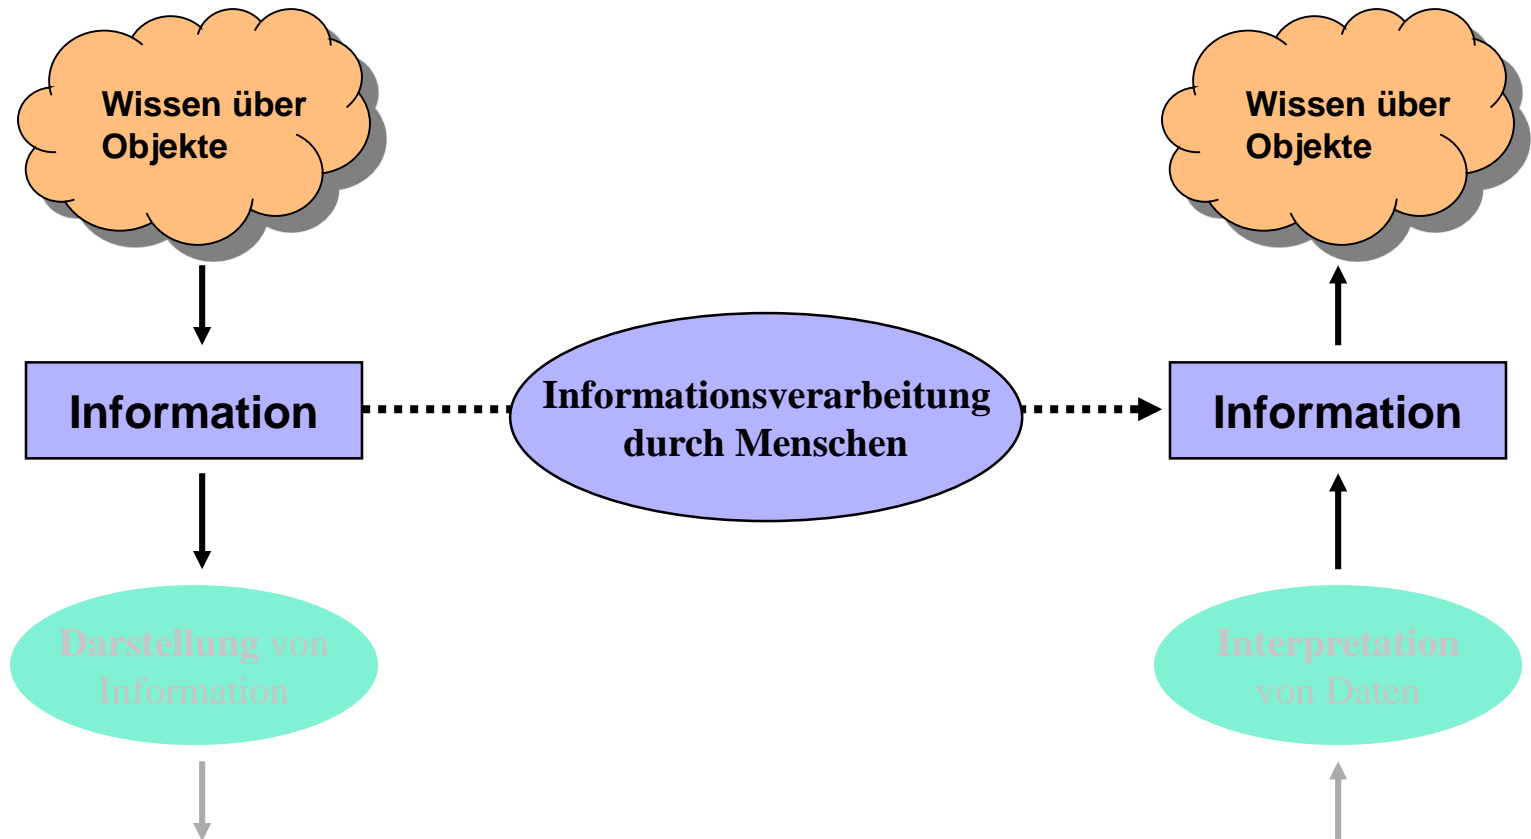 Wissen über
Objekte
Wissen über
Objekte
Information
Informationsverarbeitung
durch Menschen
Information
Darstellung von
Information
Interpretation
von Daten